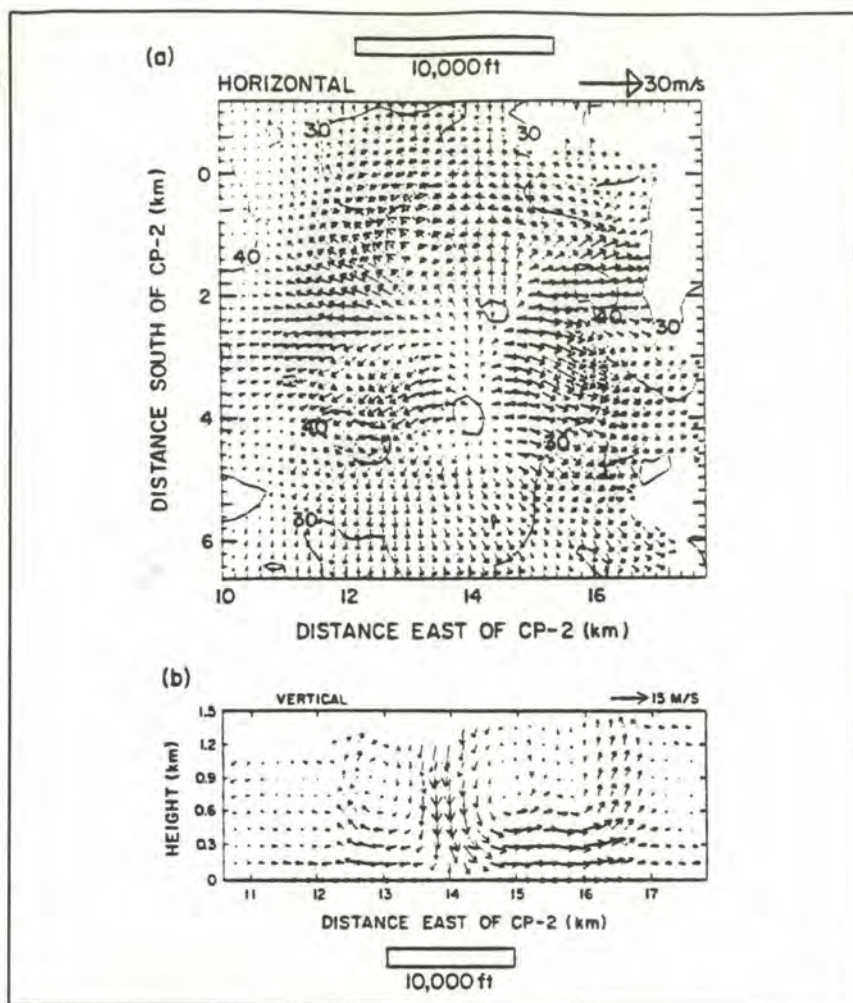 (a)
10,000 ft
HORIZONTAL 30 m/s
30 30
0
40
2
40
30
4
40 30
30
6
10 12 14 16
DISTANCE SOUTH OF CP-2 (km)
DISTANCE EAST OF CP-2 (km)
(b)
VERTICAL 15 M/S
1.5
1.2
0.9
0.6
0.3
0
HEIGHT (km)
11 12 13 14 15 16 17
DISTANCE EAST OF CP-2 (km)
10,000 ft